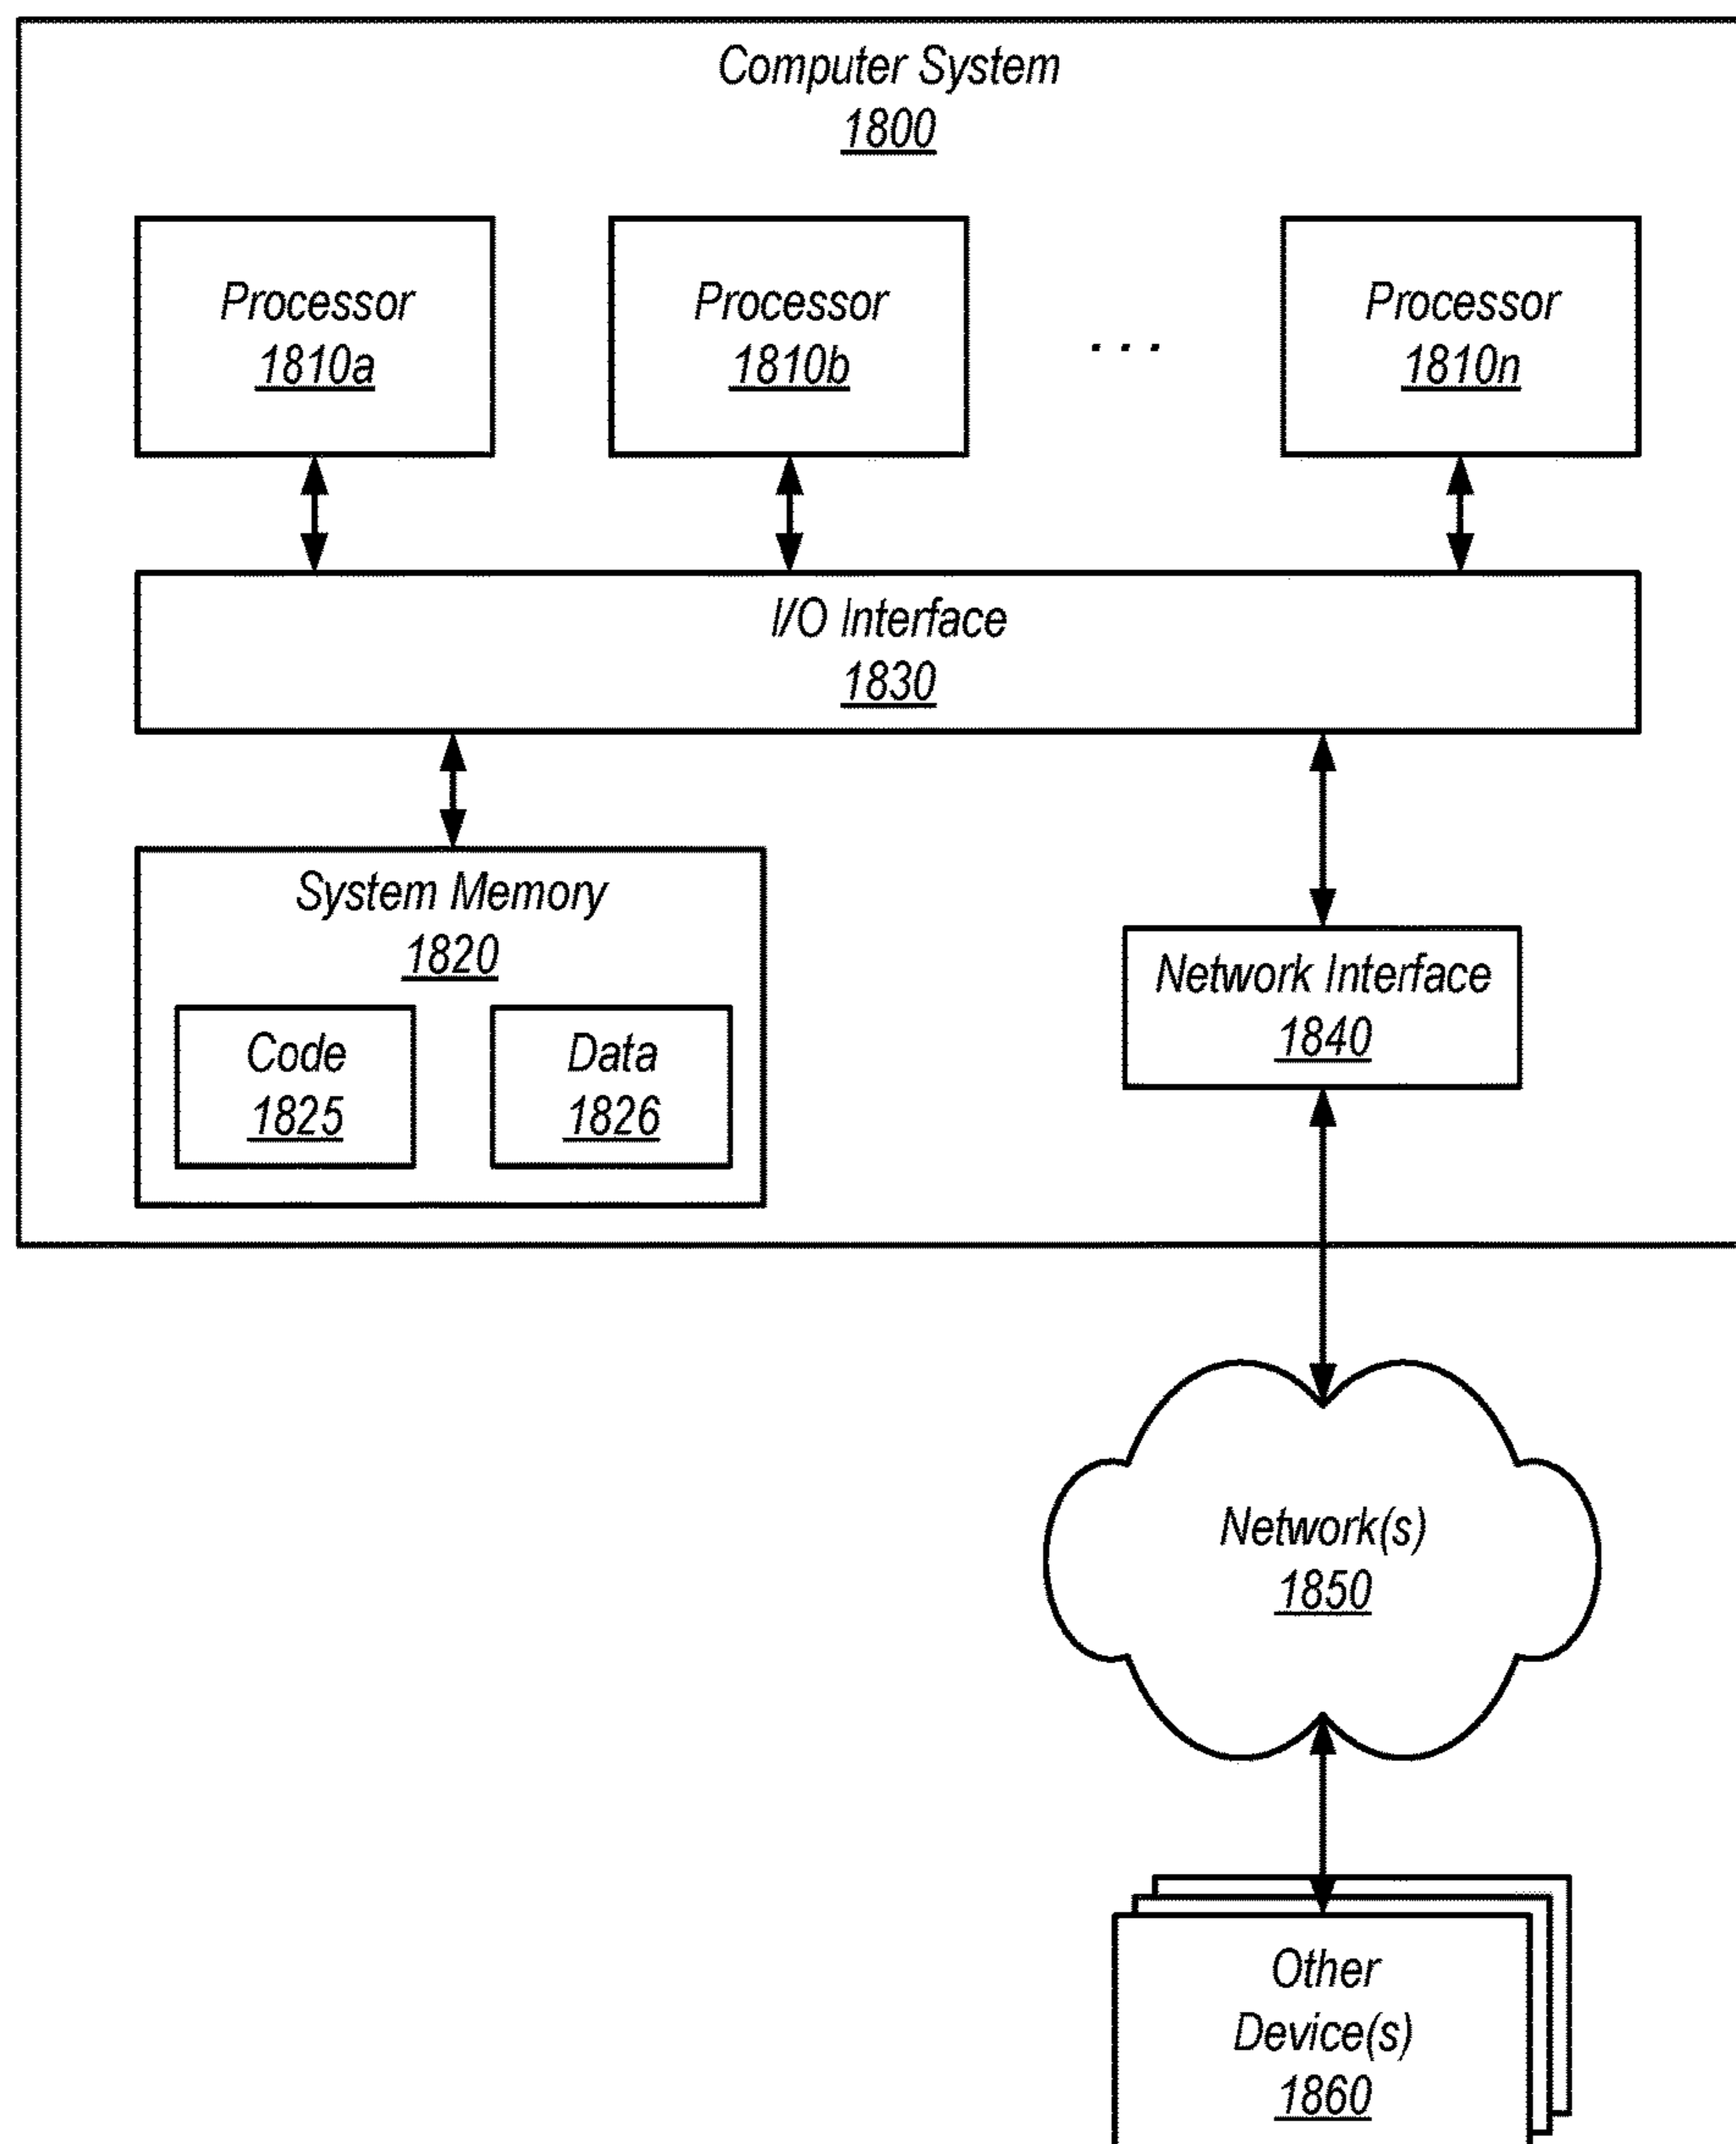 Computer System
1800
Processor
1810a
Processor
1810b
. . .
Processor
1810n
I/O Interface
1830
System Memory
1820
Code
1825
Data
1826
Network Interface
1840
Network(s)
1850
Other
Device(s)
1860